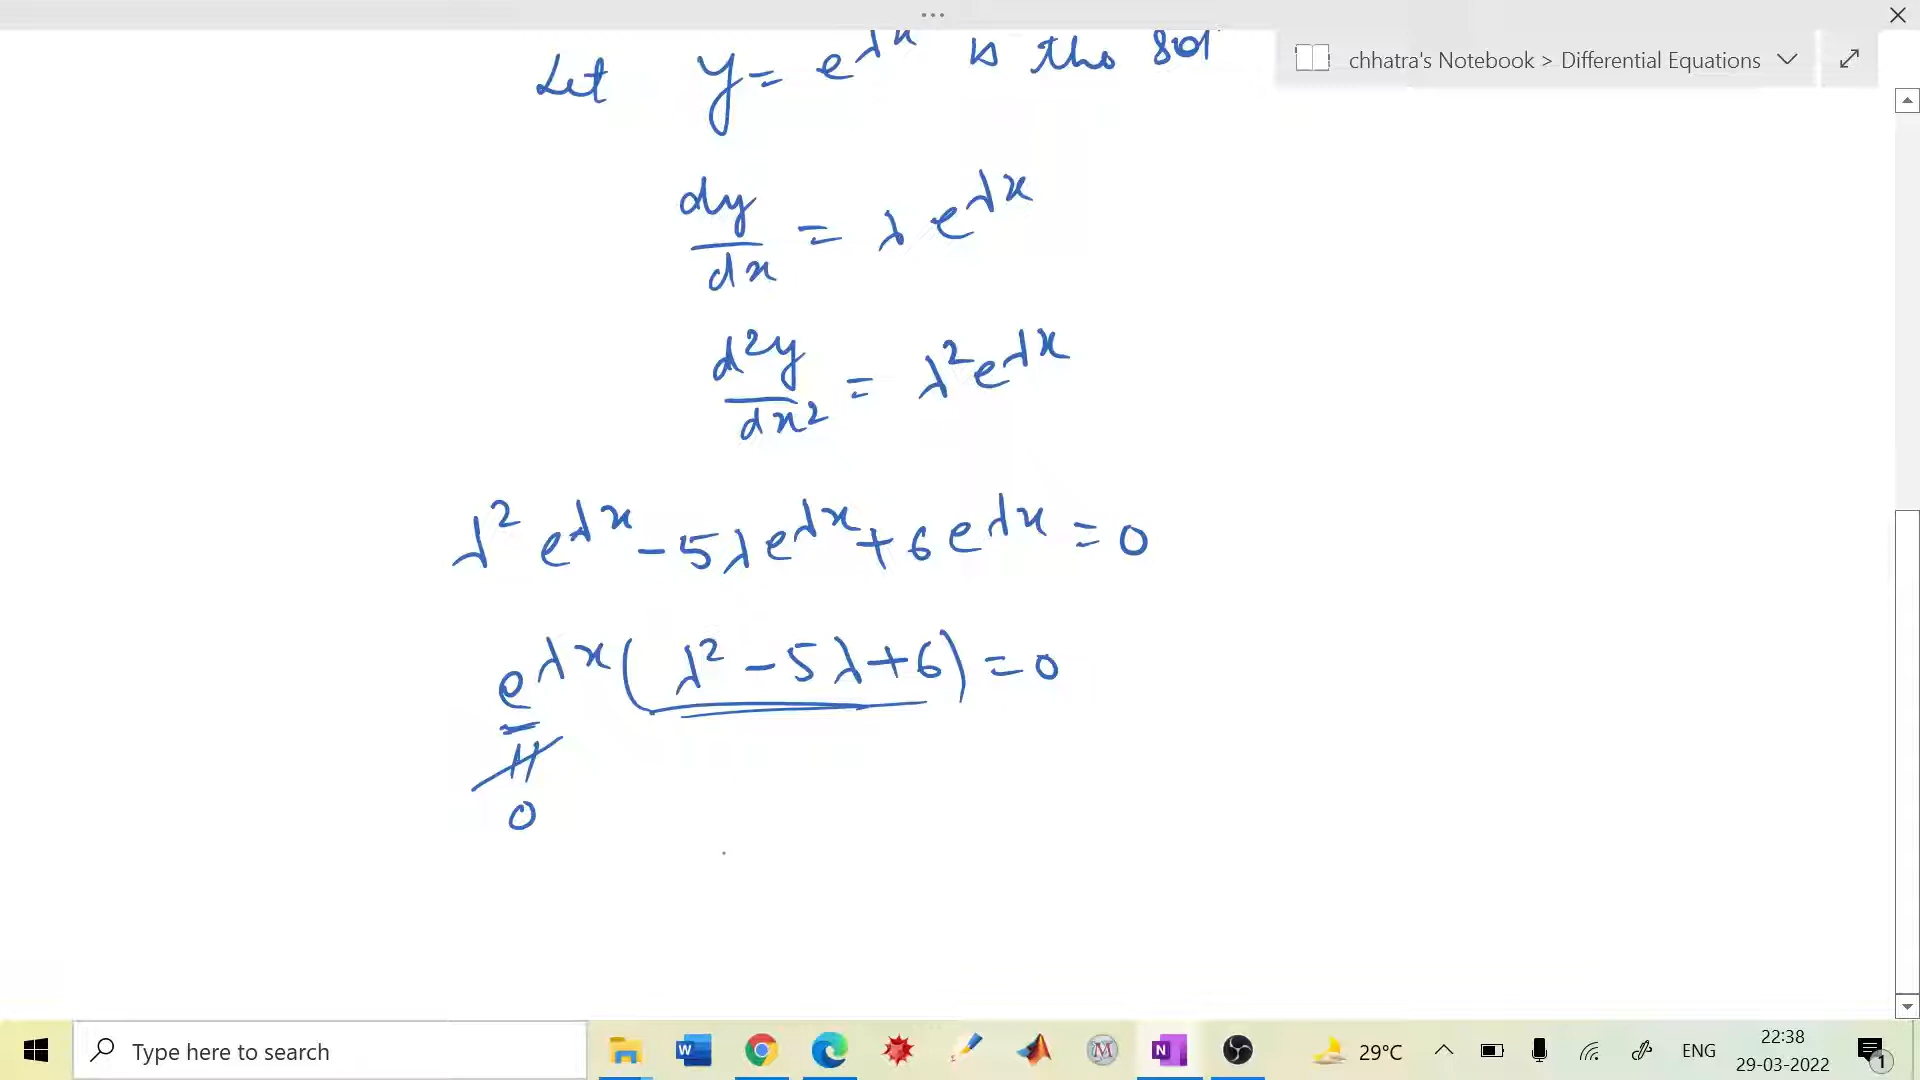 ...
Let y = e^λx is the sol
chhatra's Notebook > Differential Equations
dy/dx = λ e^λx
d²y/dx² = λ² e^λx
λ² e^λx - 5λ e^λx + 6 e^λx = 0
e^λx (λ² - 5λ + 6) = 0
≠
0
Type here to search
29°C
ENG
22:38
29-03-2022
1